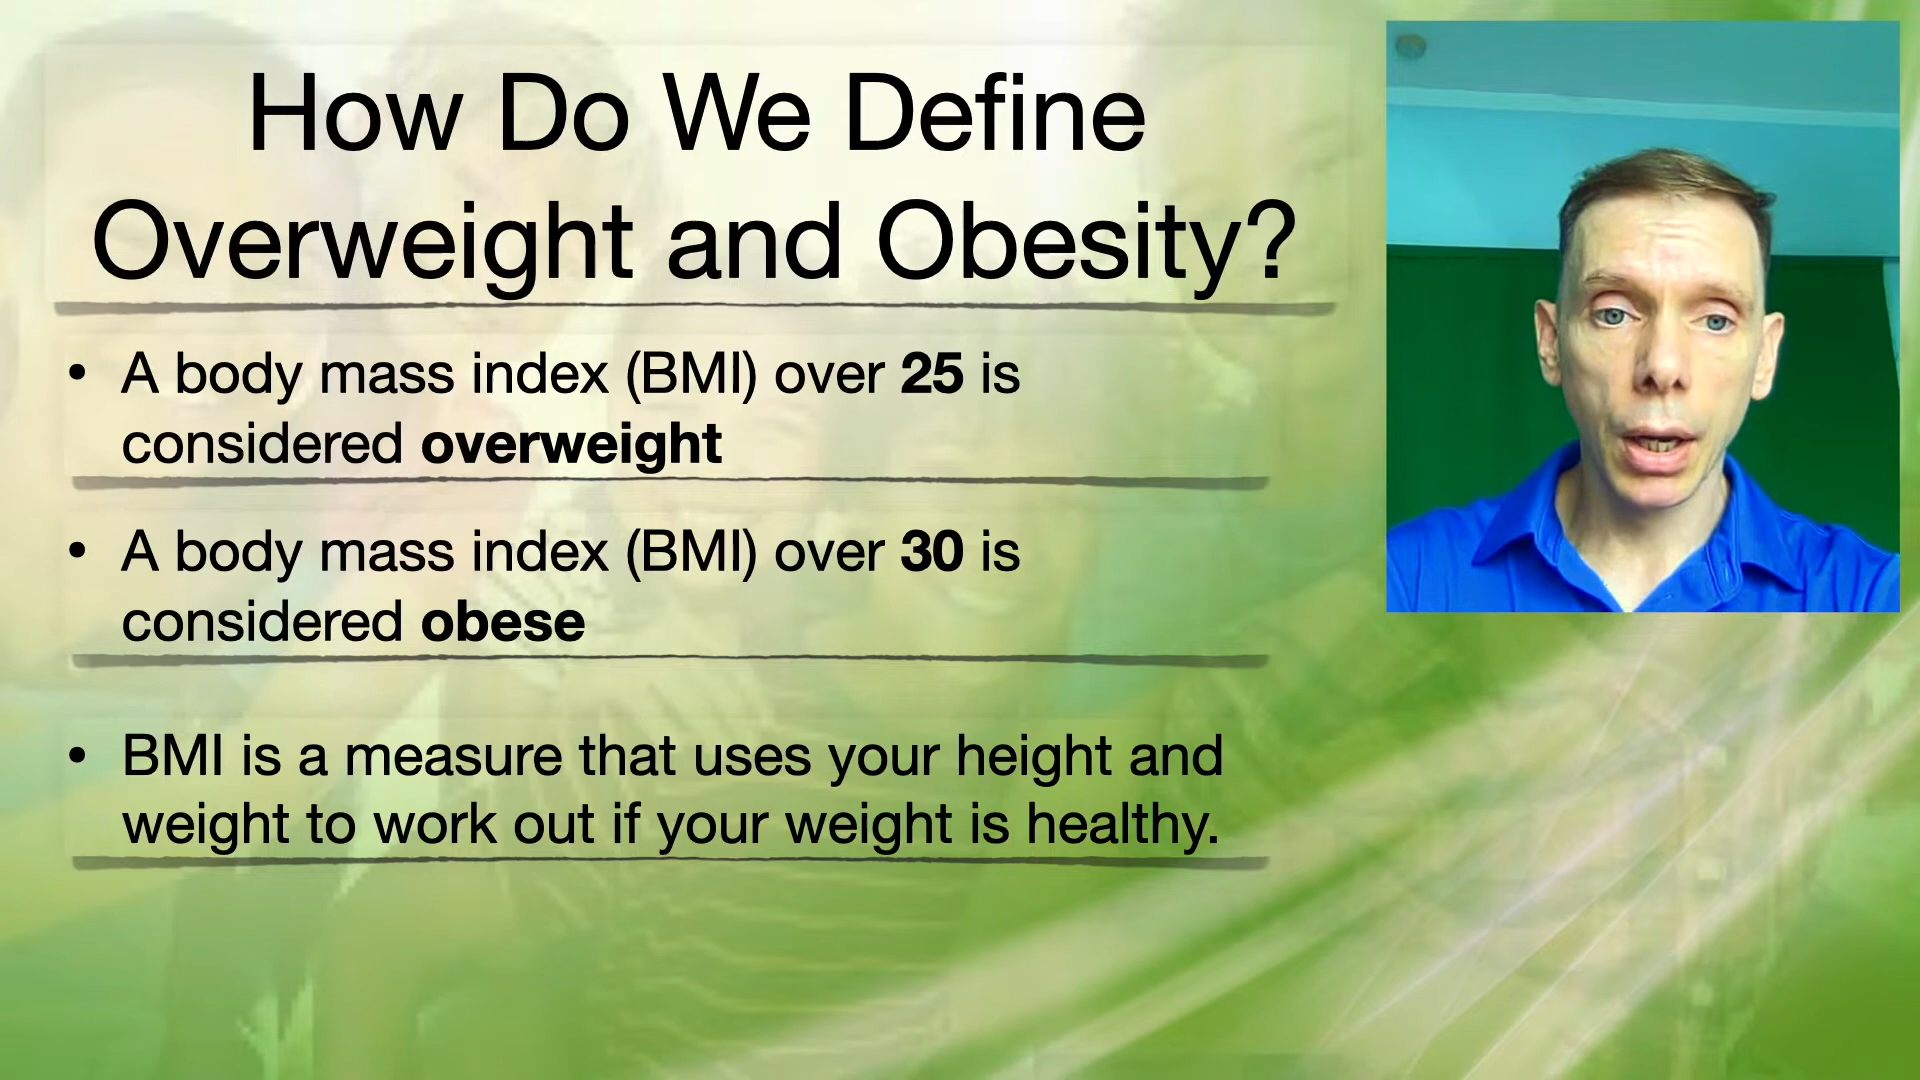 How Do We Define
Overweight and Obesity?
• A body mass index (BMI) over 25 is
considered overweight
• A body mass index (BMI) over 30 is
considered obese
• BMI is a measure that uses your height and
weight to work out if your weight is healthy.